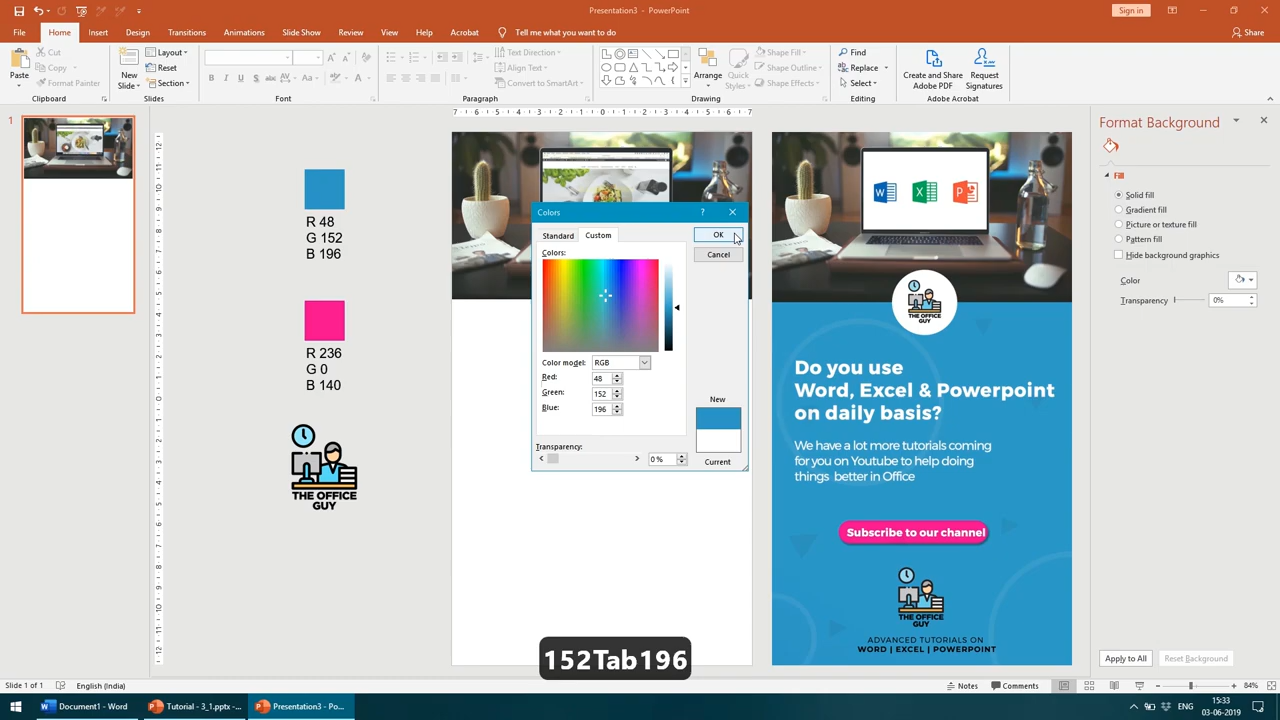 Presentation3 - PowerPoint
Sign in
File Home Insert Design Transitions Animations Slide Show Review View Help Acrobat Tell me what you want to do Share
Paste
Cut
Copy
Format Painter
Clipboard
New Slide
Layout
Reset
Section
Slides
Font
Text Direction
Align Text
Convert to SmartArt
Paragraph
Arrange
Quick Styles
Shape Fill
Shape Outline
Shape Effects
Drawing
Find
Replace
Select
Editing
Create and Share Adobe PDF
Request Signatures
Adobe Acrobat
1
R 48
G 152
B 196
R 236
G 0
B 140
THE OFFICE
GUY
Colors
Standard Custom
OK
Cancel
Colors:
Color model: RGB
Red: 48
Green: 152
Blue: 196
New
Current
Transparency:
0 %
THE OFFICE
GUY
Do you use
Word, Excel & Powerpoint
on daily basis?
We have a lot more tutorials coming
for you on Youtube to help doing
things better in Office
Subscribe to our channel
THE OFFICE
GUY
ADVANCED TUTORIALS ON
WORD | EXCEL | POWERPOINT
Format Background
Fill
Solid fill
Gradient fill
Picture or texture fill
Pattern fill
Hide background graphics
Color
Transparency 0%
Apply to All Reset Background
152Tab196
Slide 1 of 1 English (India) Notes Comments 84%
Document1 - Word Tutorial - 3_1.pptx -... Presentation3 - Po...
15:33
03-06-2019